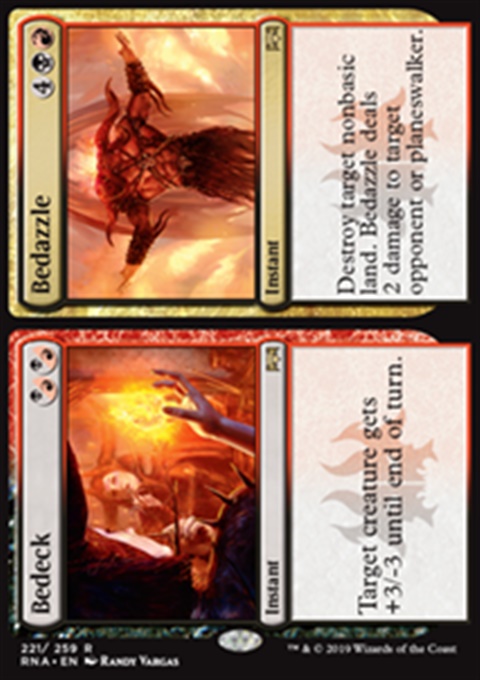 Bedeck
Instant
Target creature gets
+3/-3 until end of turn.
Bedazzle
4
Instant
Destroy target nonbasic
land. Bedazzle deals
2 damage to target
opponent or planeswalker.
221/ 259 R
RNA • EN Randy Vargas
™ & © 2019 Wizards of the Coast